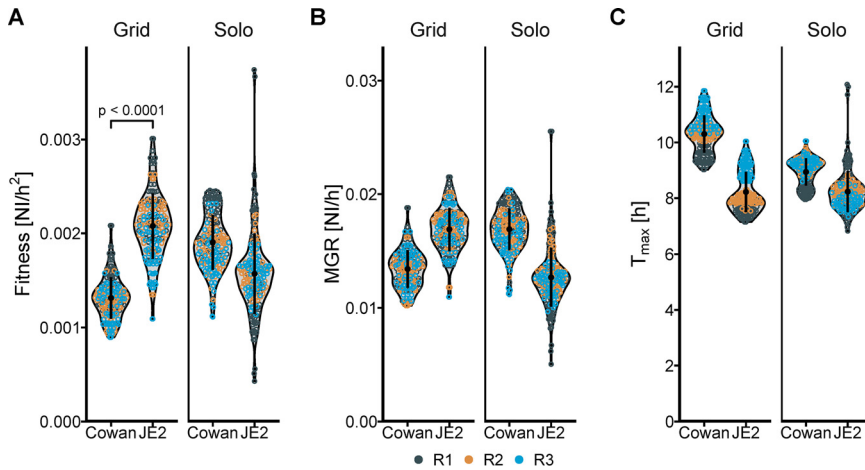 A
Grid
Solo
Fitness [NI/h²]
0.003
0.002
0.001
0.000
p < 0.0001
Cowan JE2
Cowan JE2
B
Grid
Solo
MGR [NI/h]
0.03
0.02
0.01
0.00
Cowan JE2
Cowan JE2
C
Grid
Solo
Tmax [h]
12
10
8
6
4
2
0
Cowan JE2
Cowan JE2
R1 R2 R3